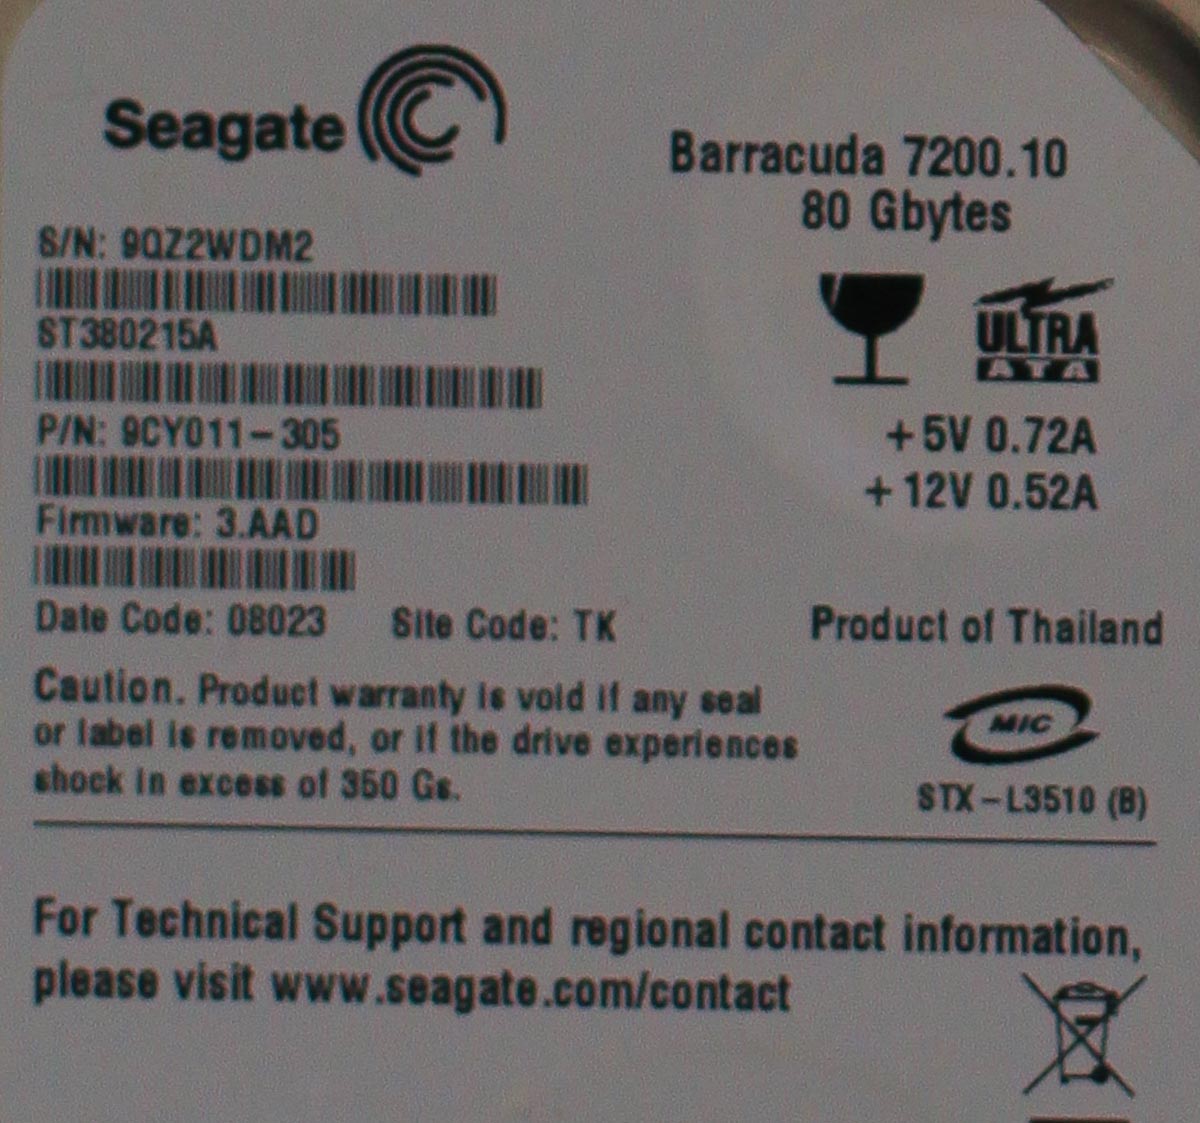 Seagate
Barracuda 7200.10
80 Gbytes
S/N: 9QZ2WDM2
ST380215A
P/N: 9CY011-305
Firmware: 3.AAD
Date Code: 08023 Site Code: TK
ULTRA
ATA
+5V 0.72A
+12V 0.52A
Product of Thailand
Caution. Product warranty is void if any seal
or label is removed, or if the drive experiences
shock in excess of 350 Gs.
MIC
STX-L3510 (B)
For Technical Support and regional contact information,
please visit www.seagate.com/contact